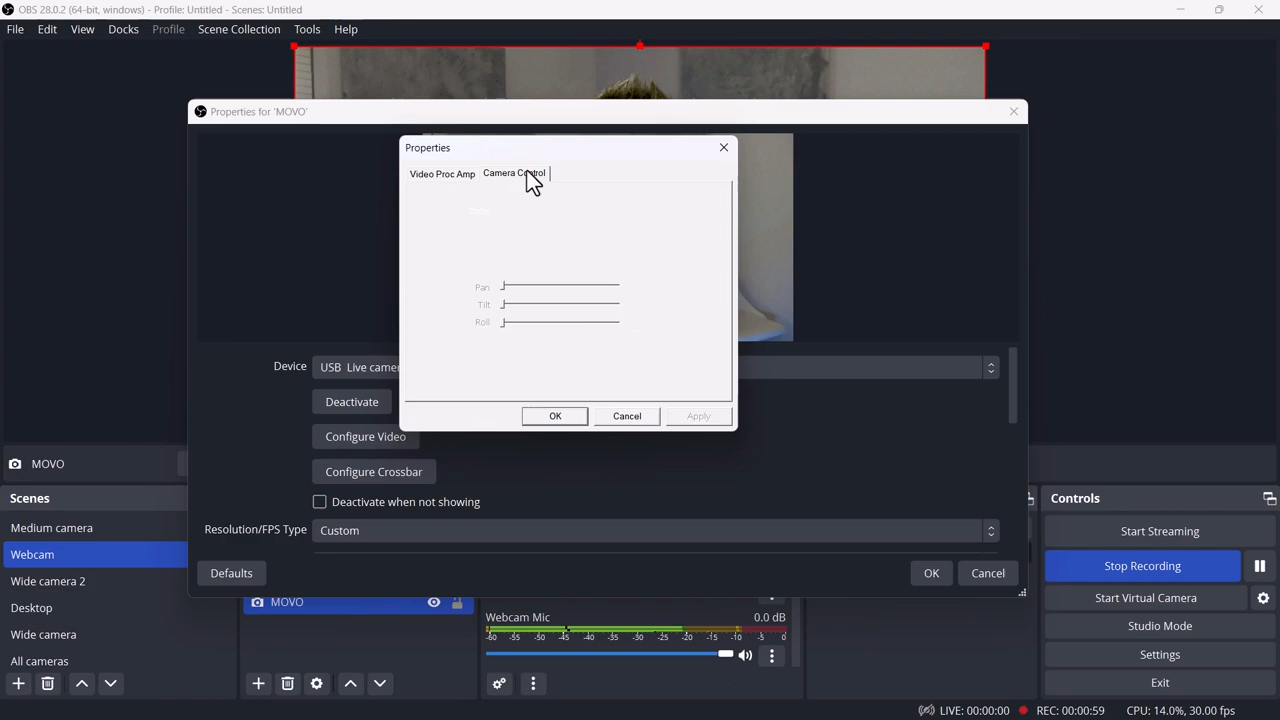 OBS 28.0.2 (64-bit, windows) - Profile: Untitled - Scenes: Untitled
File Edit View Docks Profile Scene Collection Tools Help
Properties for 'MOVO'
Properties
Video Proc Amp Camera Control
Zoom
Pan
Tilt
Roll
OK Cancel Apply
Device USB Live camer
Deactivate
Configure Video
Configure Crossbar
Deactivate when not showing
Resolution/FPS Type Custom
Defaults OK Cancel
MOVO
Scenes
Medium camera
Webcam
Wide camera 2
Desktop
Wide camera
All cameras
MOVO
Webcam Mic 0.0 dB
-60 -55 -50 -45 -40 -35 -30 -25 -20 -15 -10 -5 0
Controls
Start Streaming
Stop Recording
Start Virtual Camera
Studio Mode
Settings
Exit
LIVE: 00:00:00 REC: 00:00:59 CPU: 14.0%, 30.00 fps